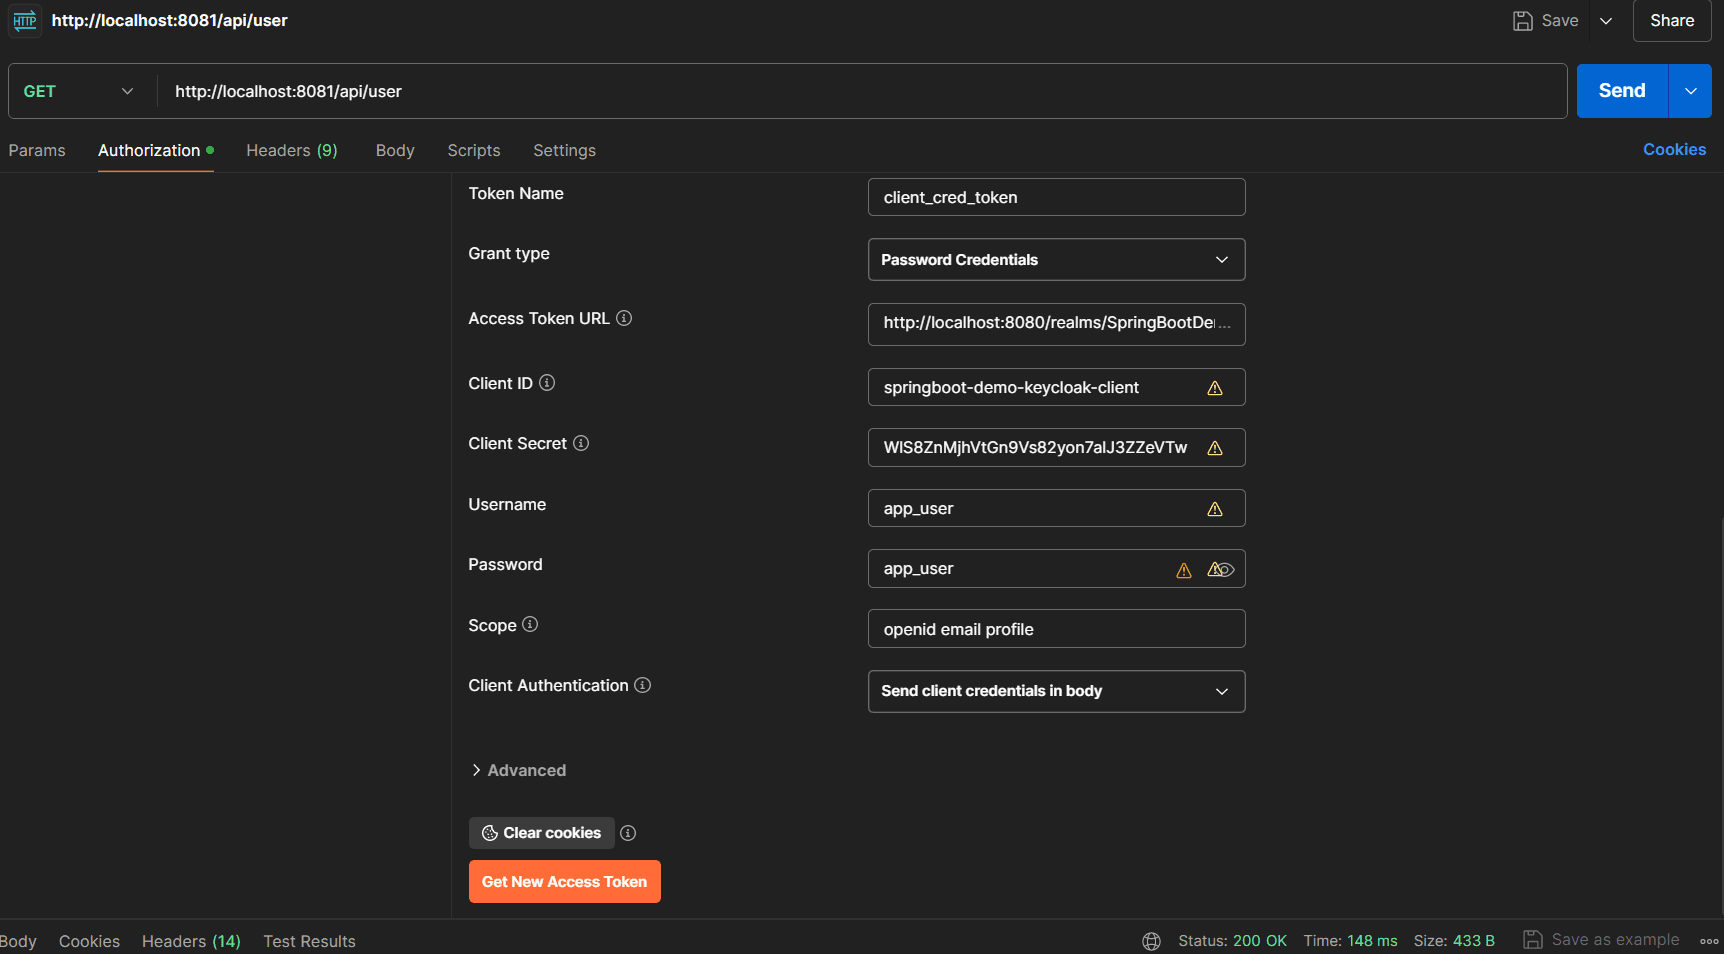 HTTP http://localhost:8081/api/user Save Share
GET http://localhost:8081/api/user Send
Params Authorization Headers (9) Body Scripts Settings Cookies
Token Name client_cred_token
Grant type Password Credentials
Access Token URL http://localhost:8080/realms/SpringBootDe...
Client ID springboot-demo-keycloak-client
Client Secret WlS8ZnMjhVtGn9Vs82yon7alJ3ZZeVTw
Username app_user
Password app_user
Scope openid email profile
Client Authentication Send client credentials in body
Advanced
Clear cookies
Get New Access Token
Body Cookies Headers (14) Test Results Status: 200 OK Time: 148 ms Size: 433 B Save as example